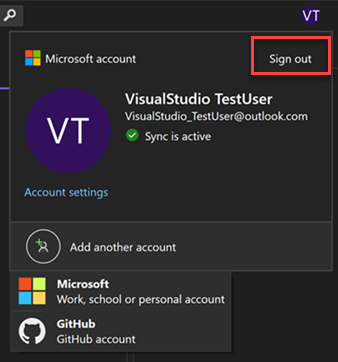 VT
Microsoft account
Sign out
VT
VisualStudio TestUser
VisualStudio_TestUser@outlook.com
Sync is active
Account settings
Add another account
Microsoft
Work, school or personal account
GitHub
GitHub account